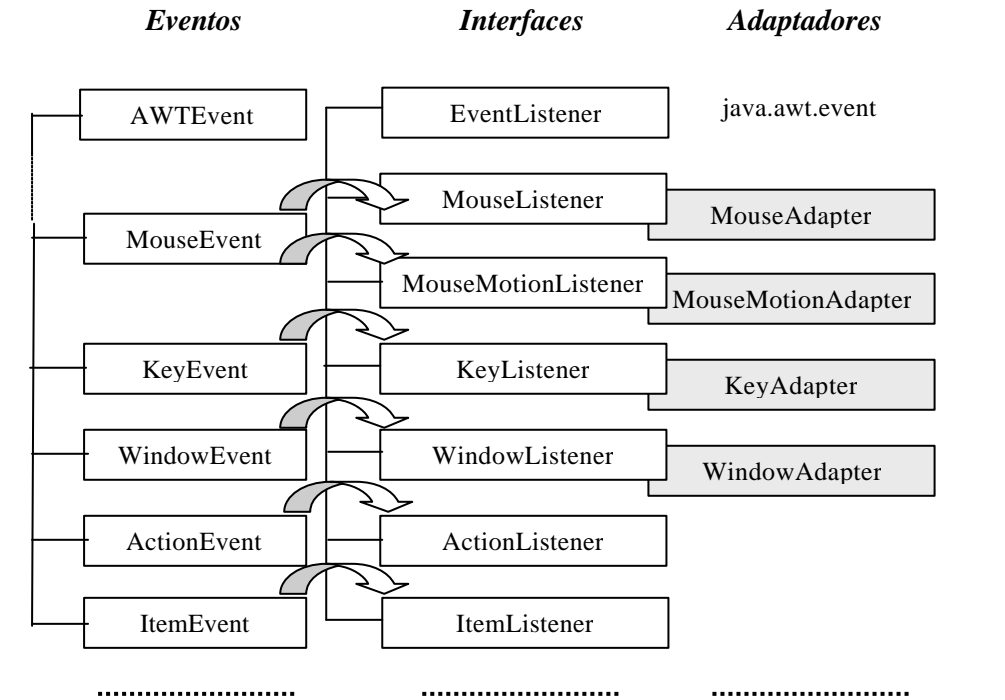 Eventos Interfaces Adaptadores
AWTEvent EventListener java.awt.event
MouseListener MouseAdapter
MouseEvent
MouseMotionListener MouseMotionAdapter
KeyEvent KeyListener KeyAdapter
WindowEvent WindowListener WindowAdapter
ActionEvent ActionListener
ItemEvent ItemListener